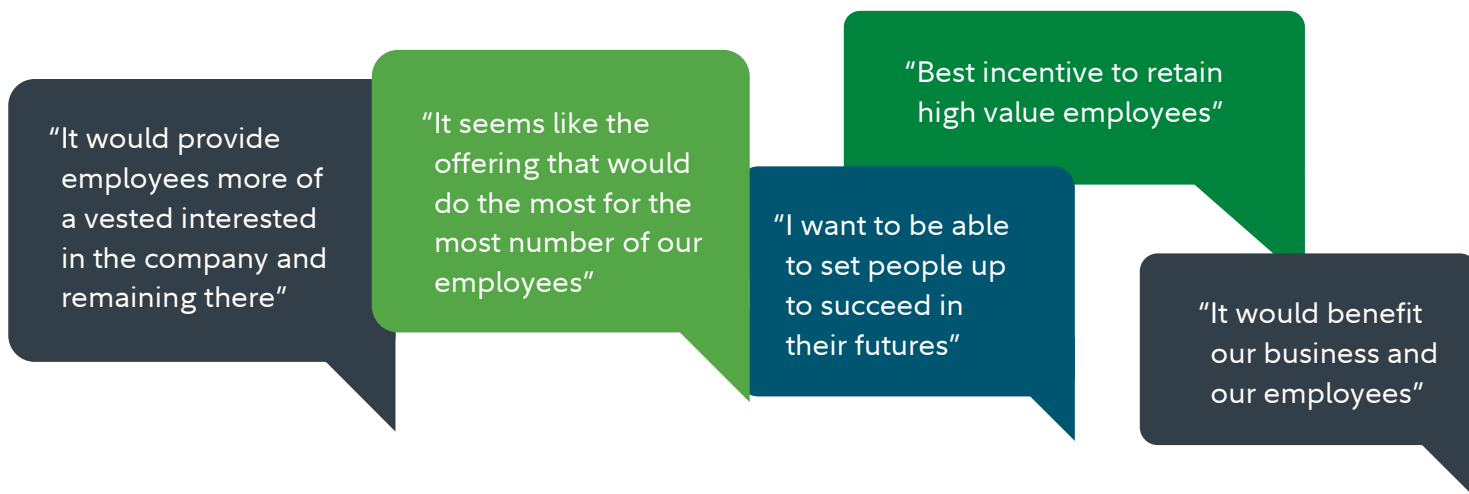 “It would provide
employees more of
a vested interested
in the company and
remaining there”
“It seems like the
offering that would
do the most for the
most number of our
employees”
“I want to be able
to set people up
to succeed in
their futures”
“Best incentive to retain
high value employees”
“It would benefit
our business and
our employees”